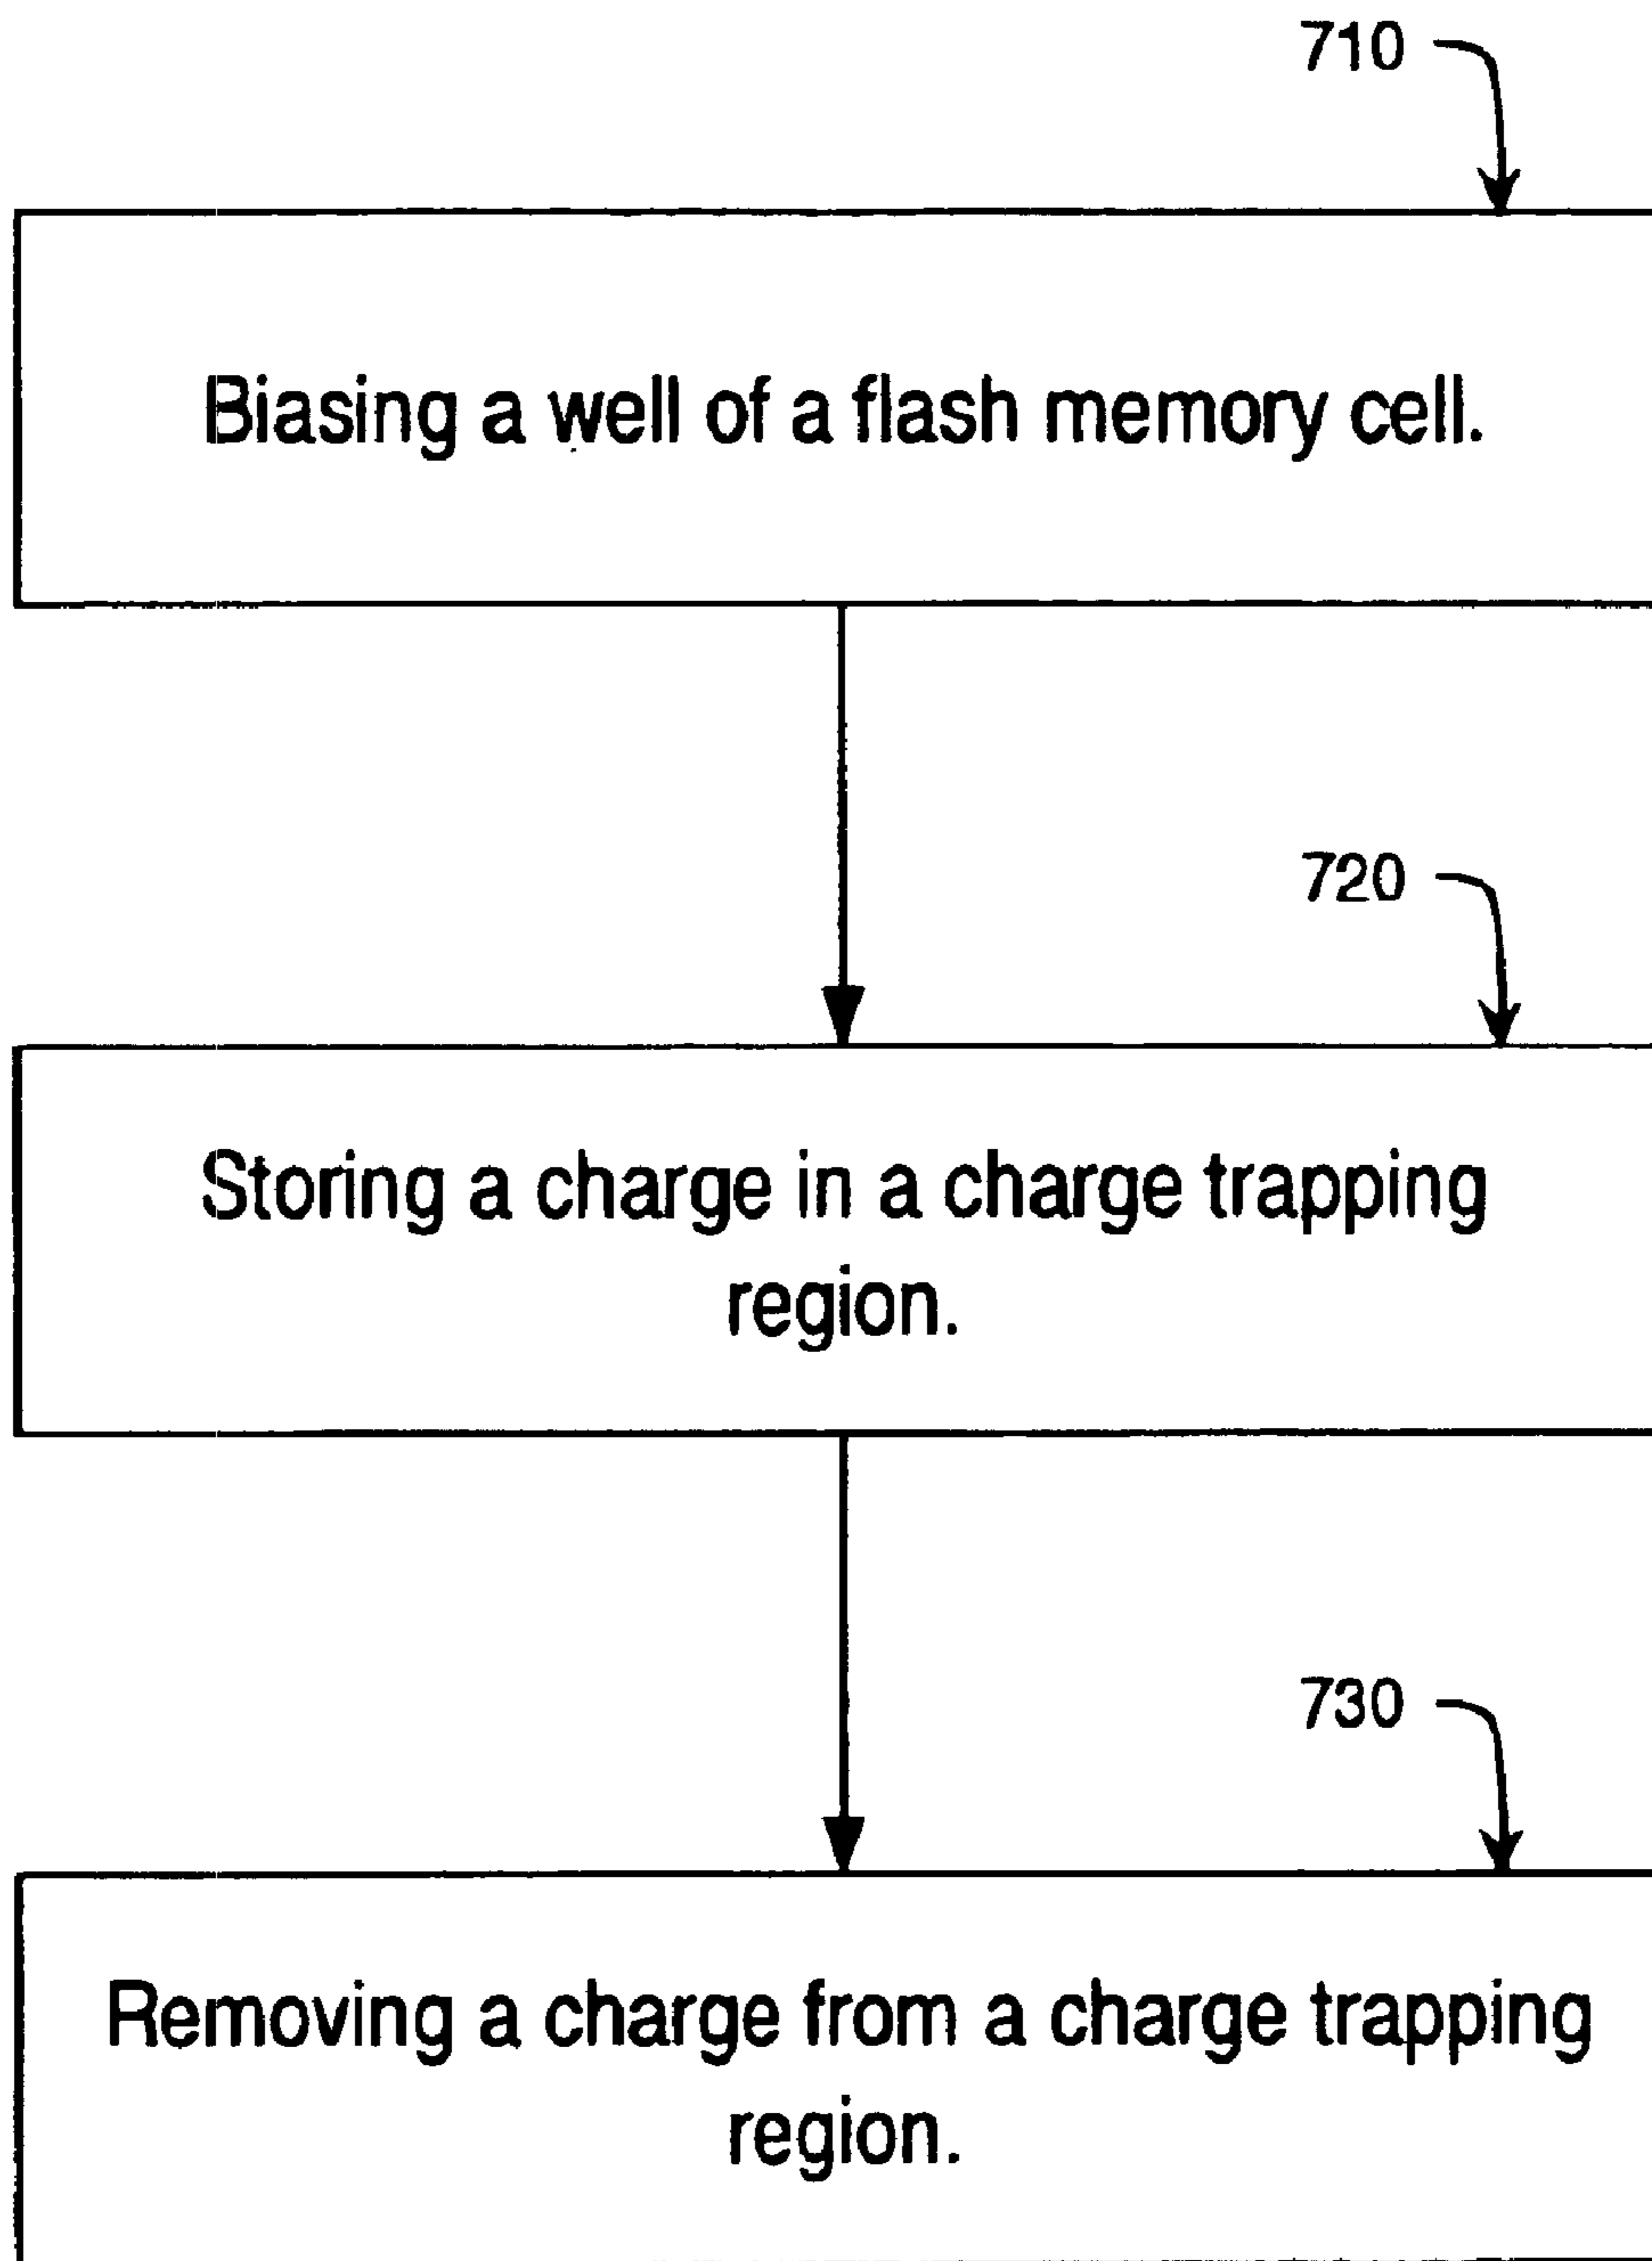 710
Biasing a well of a flash memory cell.
720
Storing a charge in a charge trapping
region.
730
Removing a charge from a charge trapping
region.